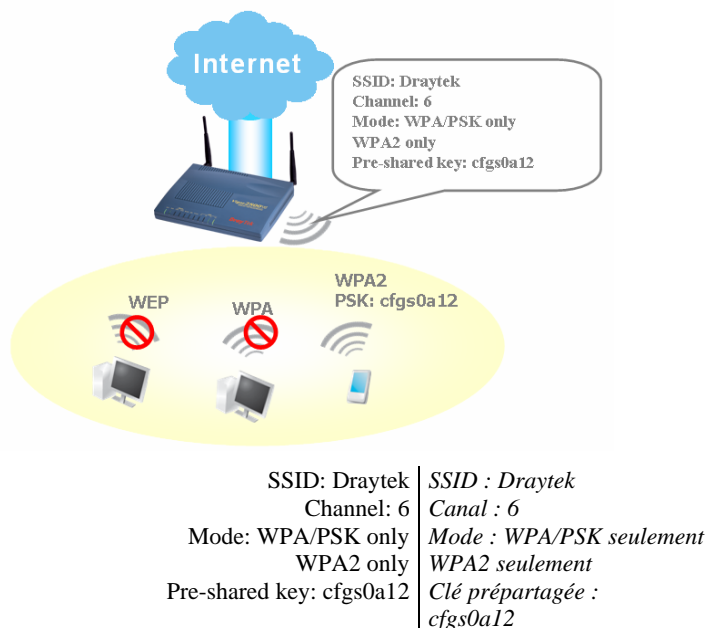 Internet
SSID: Draytek
Channel: 6
Mode: WPA/PSK only
WPA2 only
Pre-shared key: cfgs0a12
WEP
WPA
WPA2
PSK: cfgs0a12
SSID: Draytek
Channel: 6
Mode: WPA/PSK only
WPA2 only
Pre-shared key: cfgs0a12
SSID : Draytek
Canal : 6
Mode : WPA/PSK seulement
WPA2 seulement
Clé prépartagée :
cfgs0a12